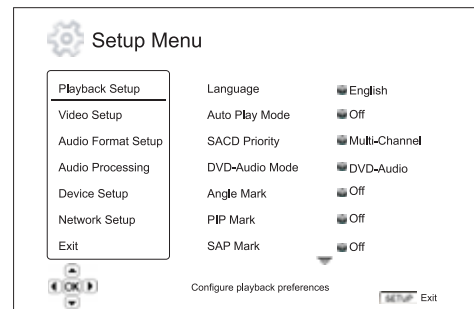 Setup Menu
Playback Setup Language English
Video Setup Auto Play Mode Off
Audio Format Setup SACD Priority Multi-Channel
Audio Processing DVD-Audio Mode DVD-Audio
Device Setup Angle Mark Off
Network Setup PIP Mark Off
Exit SAP Mark Off
OK Configure playback preferences SETUP Exit